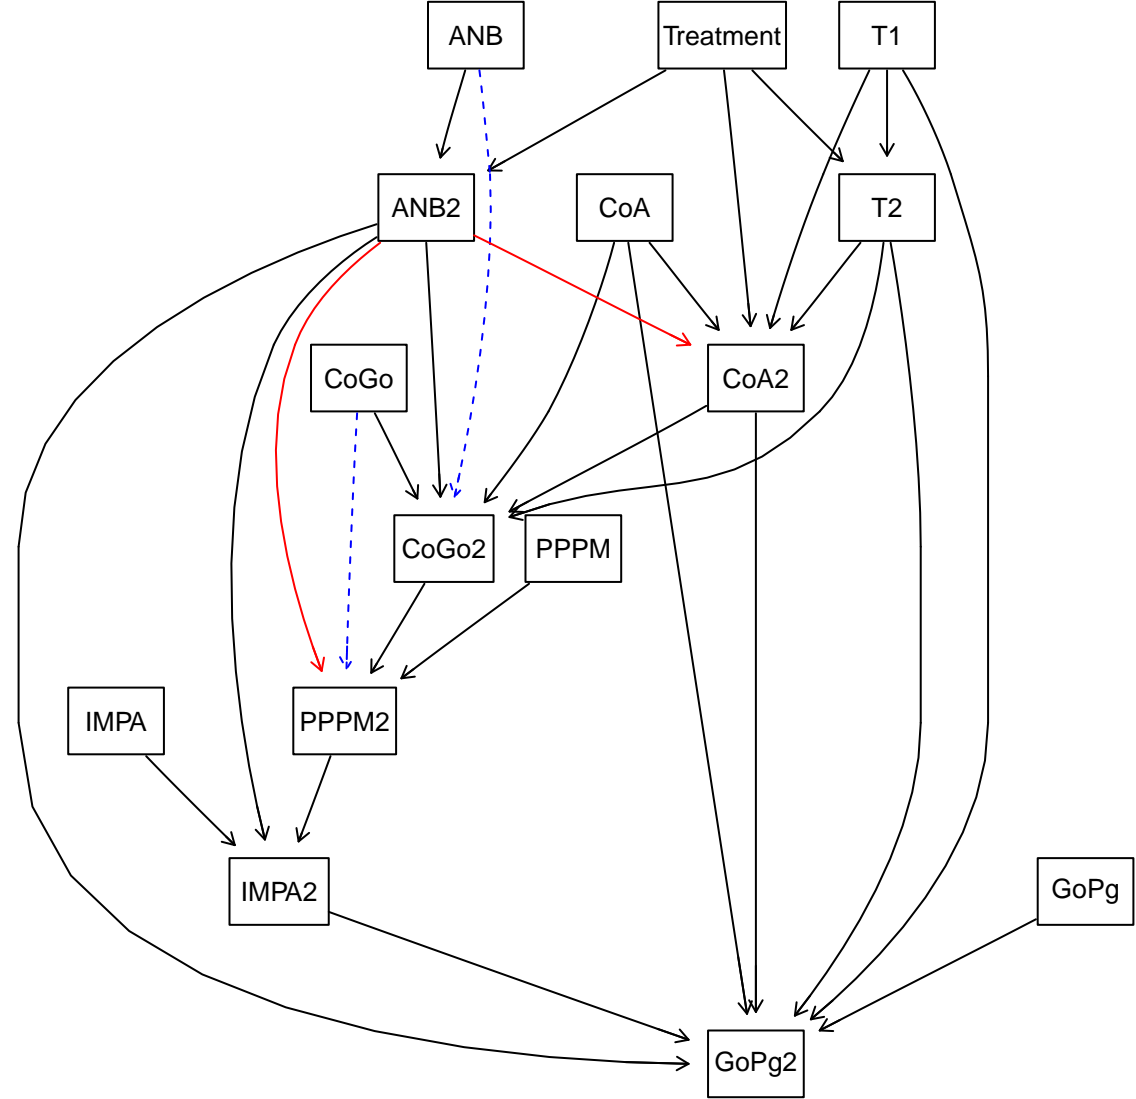 ANB
Treatment
T1
ANB2
CoA
T2
CoGo
CoA2
CoGo2
PPPM
IMPA
PPPM2
IMPA2
GoPg
GoPg2